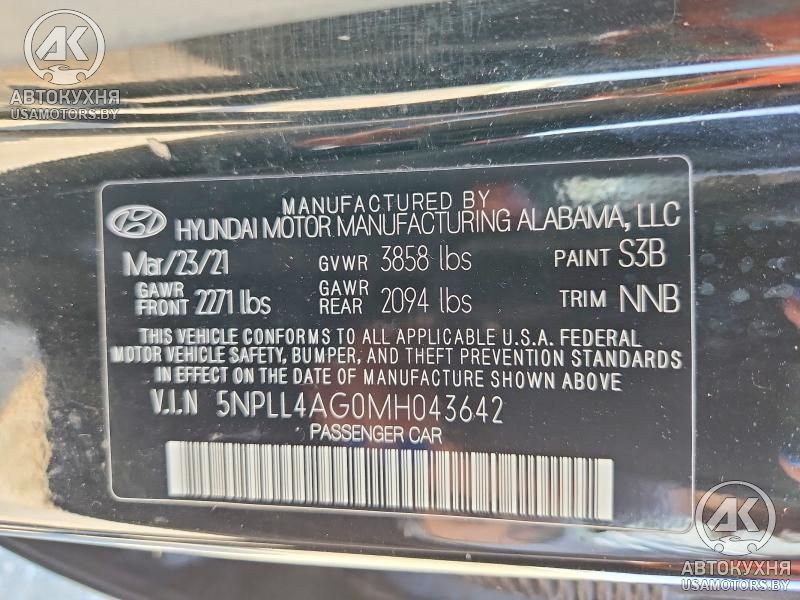 AK
АВТОКУХНЯ
USAMOTORS.BY
MANUFACTURED BY
HYUNDAI MOTOR MANUFACTURING ALABAMA, LLC
Mar/23/21 GVWR 3858 lbs PAINT S3B
GAWR FRONT 2271 lbs GAWR REAR 2094 lbs TRIM NNB
THIS VEHICLE CONFORMS TO ALL APPLICABLE U.S.A. FEDERAL
MOTOR VEHICLE SAFETY, BUMPER, AND THEFT PREVENTION STANDARDS
IN EFFECT ON THE DATE OF MANUFACTURE SHOWN ABOVE
V.I.N 5NPLL4AG0MH043642
PASSENGER CAR
AK
АВТОКУХНЯ
USAMOTORS.BY